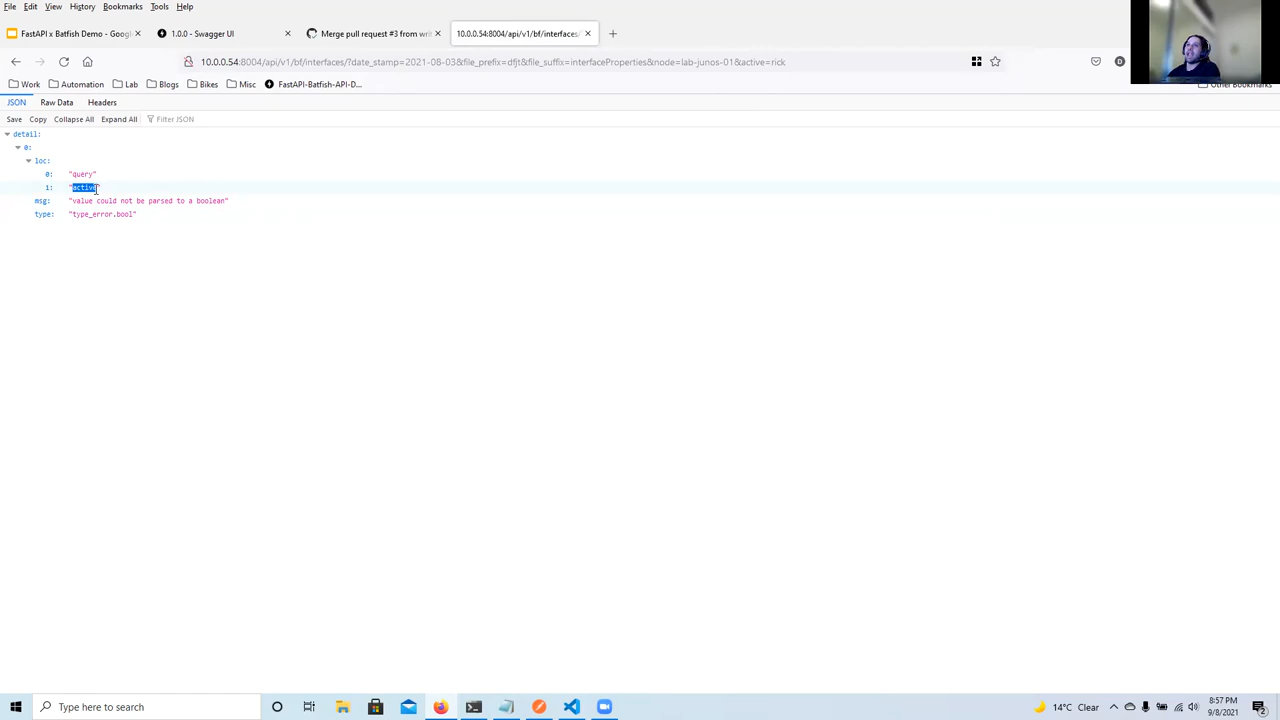 File Edit View History Bookmarks Tools Help
FastAPI x Batfish Demo - Googl
1.0.0 - Swagger UI
Merge pull request #3 from writ
10.0.0.54:8004/api/v1/bf/interfaces/
10.0.0.54:8004/api/v1/bf/interfaces/?date_stamp=2021-08-03&file_prefix=dfjt&file_suffix=interfaceProperties&node=lab-junos-01&active=rick
Work Automation Lab Blogs Bikes Misc FastAPI-Batfish-API-D... Other Bookmarks
JSON Raw Data Headers
Save Copy Collapse All Expand All Filter JSON
detail:
0:
loc:
0: "query"
1: "active"
msg: "value could not be parsed to a boolean"
type: "type_error.bool"
Type here to search
14°C Clear
8:57 PM
9/8/2021
2